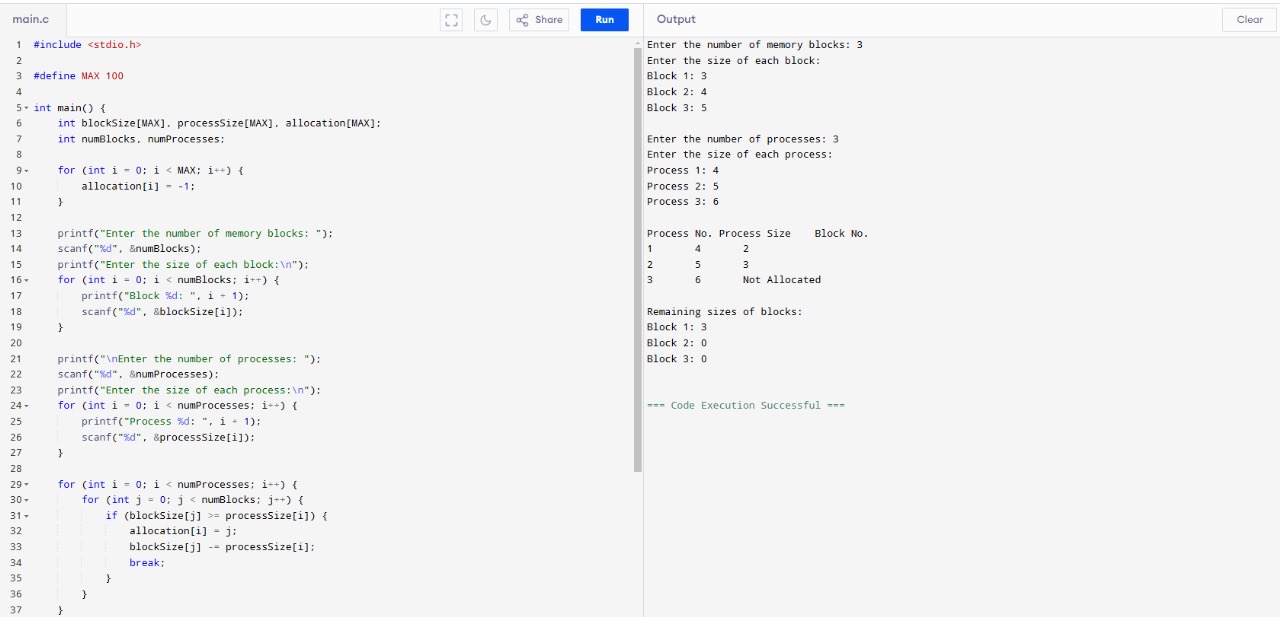 main.c
Share
Run
1 #include <stdio.h>
2
3 #define MAX 100
4
5 int main() {
6 int blockSize[MAX], processSize[MAX], allocation[MAX];
7 int numBlocks, numProcesses;
8
9 for (int i = 0; i < MAX; i++) {
10 allocation[i] = -1;
11 }
12
13 printf("Enter the number of memory blocks: ");
14 scanf("%d", &numBlocks);
15 printf("Enter the size of each block:\n");
16 for (int i = 0; i < numBlocks; i++) {
17 printf("Block %d: ", i + 1);
18 scanf("%d", &blockSize[i]);
19 }
20
21 printf("\nEnter the number of processes: ");
22 scanf("%d", &numProcesses);
23 printf("Enter the size of each process:\n");
24 for (int i = 0; i < numProcesses; i++) {
25 printf("Process %d: ", i + 1);
26 scanf("%d", &processSize[i]);
27 }
28
29 for (int i = 0; i < numProcesses; i++) {
30 for (int j = 0; j < numBlocks; j++) {
31 if (blockSize[j] >= processSize[i]) {
32 allocation[i] = j;
33 blockSize[j] -= processSize[i];
34 break;
35 }
36 }
37 }
Output
Clear
Enter the number of memory blocks: 3
Enter the size of each block:
Block 1: 3
Block 2: 4
Block 3: 5
Enter the number of processes: 3
Enter the size of each process:
Process 1: 4
Process 2: 5
Process 3: 6
Process No. Process Size Block No.
1 4 2
2 5 3
3 6 Not Allocated
Remaining sizes of blocks:
Block 1: 3
Block 2: 0
Block 3: 0
=== Code Execution Successful ===